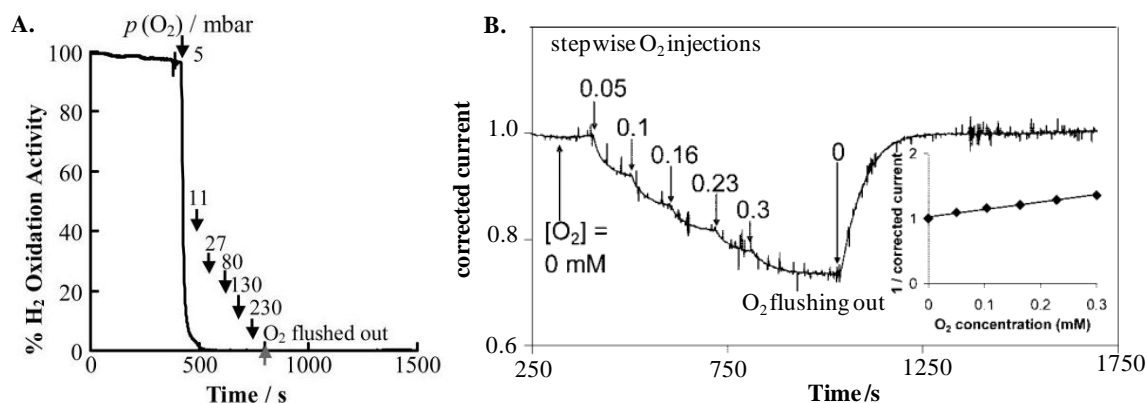 A.
p (O₂) / mbar
5
11
27
80
130
230
O₂ flushed out
% H₂ Oxidation Activity
100
80
60
40
20
0
0
500
1000
1500
Time / s
B.
stepwise O₂ injections
0.05
0.1
0.16
0.23
0.3
0
[O₂] =
0 mM
O₂ flushing out
corrected current
1.0
0.8
0.6
250
750
1250
1750
Time /s
1 / corrected current
2
1
0
0
0.1
0.2
0.3
O₂ concentration (mM)